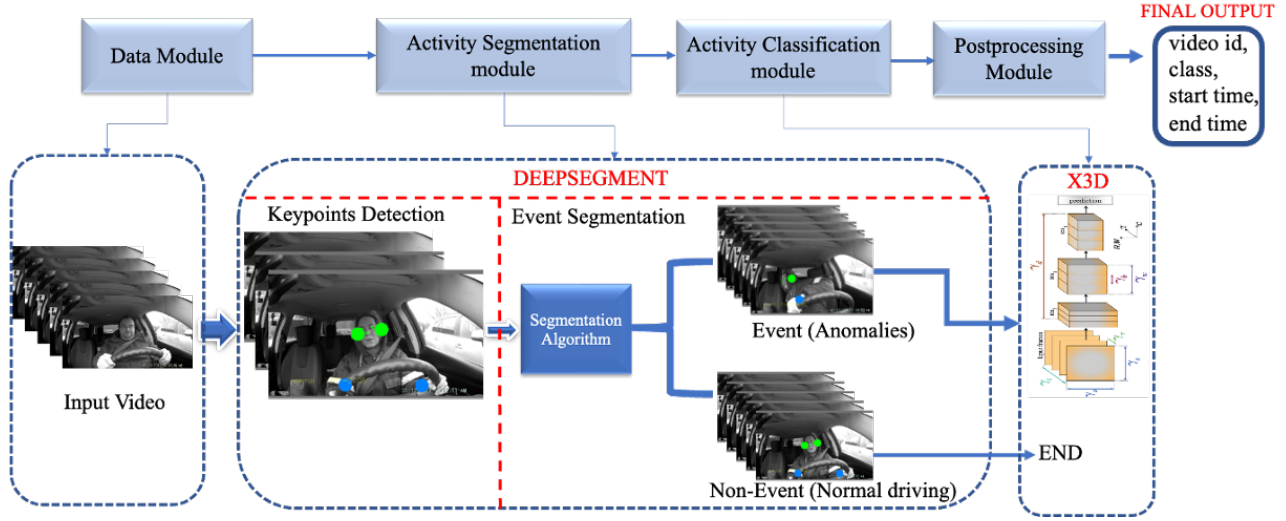 FINAL OUTPUT
Data Module
Activity Segmentation
module
Activity Classification
module
Postprocessing
Module
video id,
class,
start time,
end time
DEEPSEGMENT
X3D
Keypoints Detection
Event Segmentation
prediction
Segmentation
Algorithm
Event (Anomalies)
Input Video
Non-Event (Normal driving)
END